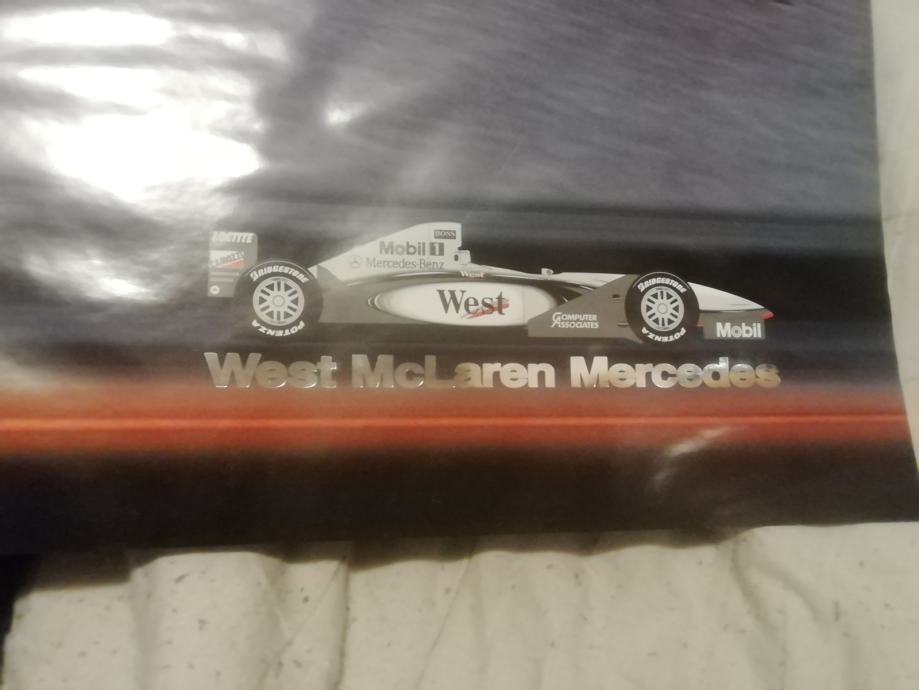 LOCTITE
BOSS
Mobil 1
Mercedes-Benz
West
BRIDGESTONE
POTENZA
West
COMPUTER
ASSOCIATES
BRIDGESTONE
POTENZA
Mobil
West McLaren Mercedes